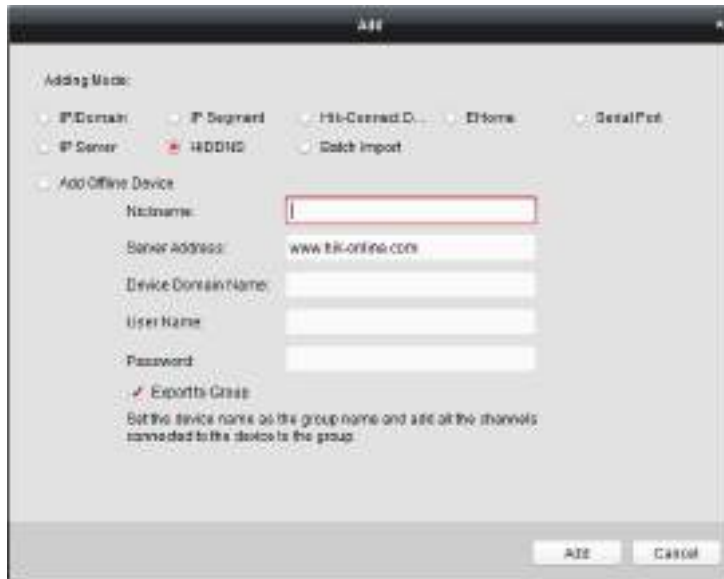 Add
Adding Mode:
IP/Domain IP Segment Hik-Connect D... EHome Serial Port
IP Server HiDDNS Batch Import
Add Offline Device
Nickname:
Server Address: www.hik-online.com
Device Domain Name:
User Name:
Password:
Export to Group
Set the device name as the group name and add all the channels
connected to the device to the group.
Add Cancel